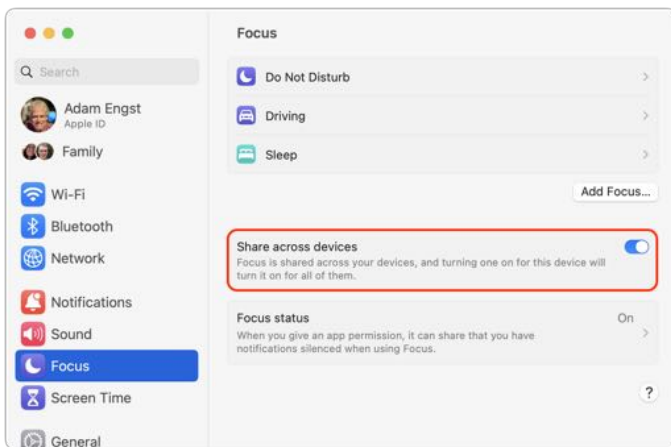 Search
Adam Engst
Apple ID
Family
Wi-Fi
Bluetooth
Network
Notifications
Sound
Focus
Screen Time
General
Focus
Do Not Disturb
Driving
Sleep
Add Focus...
Share across devices
Focus is shared across your devices, and turning one on for this device will
turn it on for all of them.
Focus status
On
When you give an app permission, it can share that you have
notifications silenced when using Focus.
?